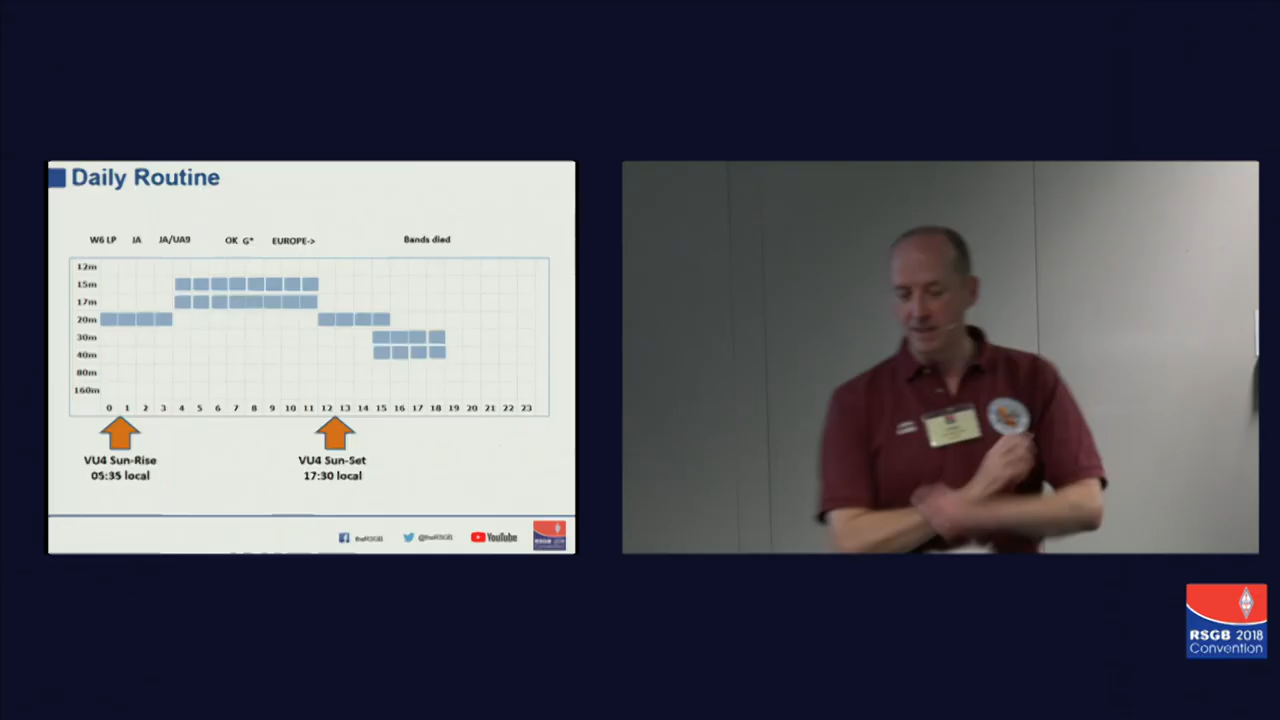 Daily Routine
W6 LP JA JA/UA9 OK G* EUROPE-> Bands died
12m
15m
17m
20m
30m
40m
80m
160m
0 1 2 3 4 5 6 7 8 9 10 11 12 13 14 15 16 17 18 19 20 21 22 23
VU4 Sun-Rise
05:35 local
VU4 Sun-Set
17:30 local
theRSGB @theRSGB YouTube
RSGB 2018
Convention